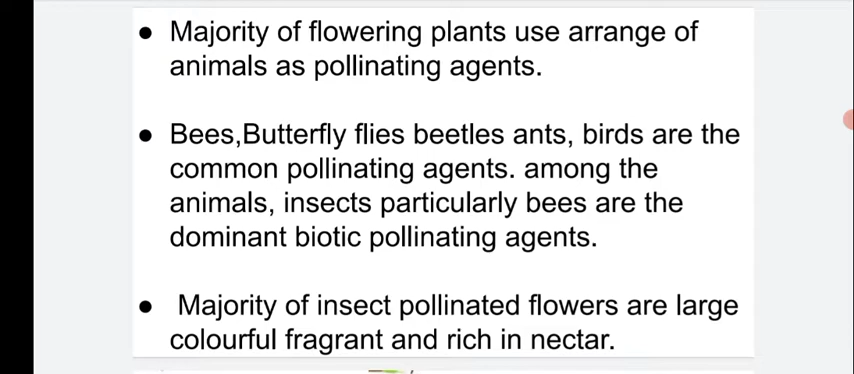 ● Majority of flowering plants use arrange of
animals as pollinating agents.
● Bees,Butterfly flies beetles ants, birds are the
common pollinating agents. among the
animals, insects particularly bees are the
dominant biotic pollinating agents.
● Majority of insect pollinated flowers are large
colourful fragrant and rich in nectar.